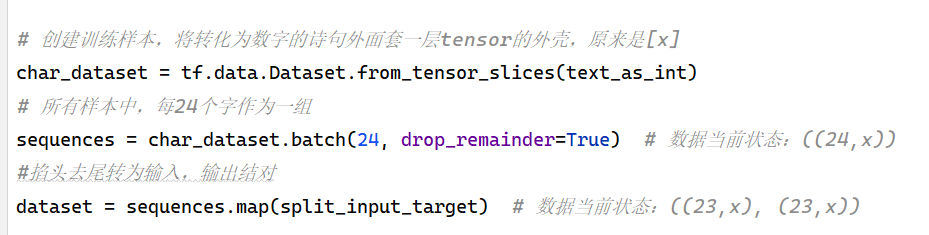 # 创建训练样本，将转化为数字的诗句外面套一层tensor的外壳．原来是[x]
char_dataset = tf.data.Dataset.from_tensor_slices(text_as_int)
# 所有样本中．每24个字作为一组
sequences = char_dataset.batch(24, drop_remainder=True)  # 数据当前状态：((24,x))
#掐头去尾转为输入，输出结对
dataset = sequences.map(split_input_target)  # 数据当前状态：((23,x), (23,x))